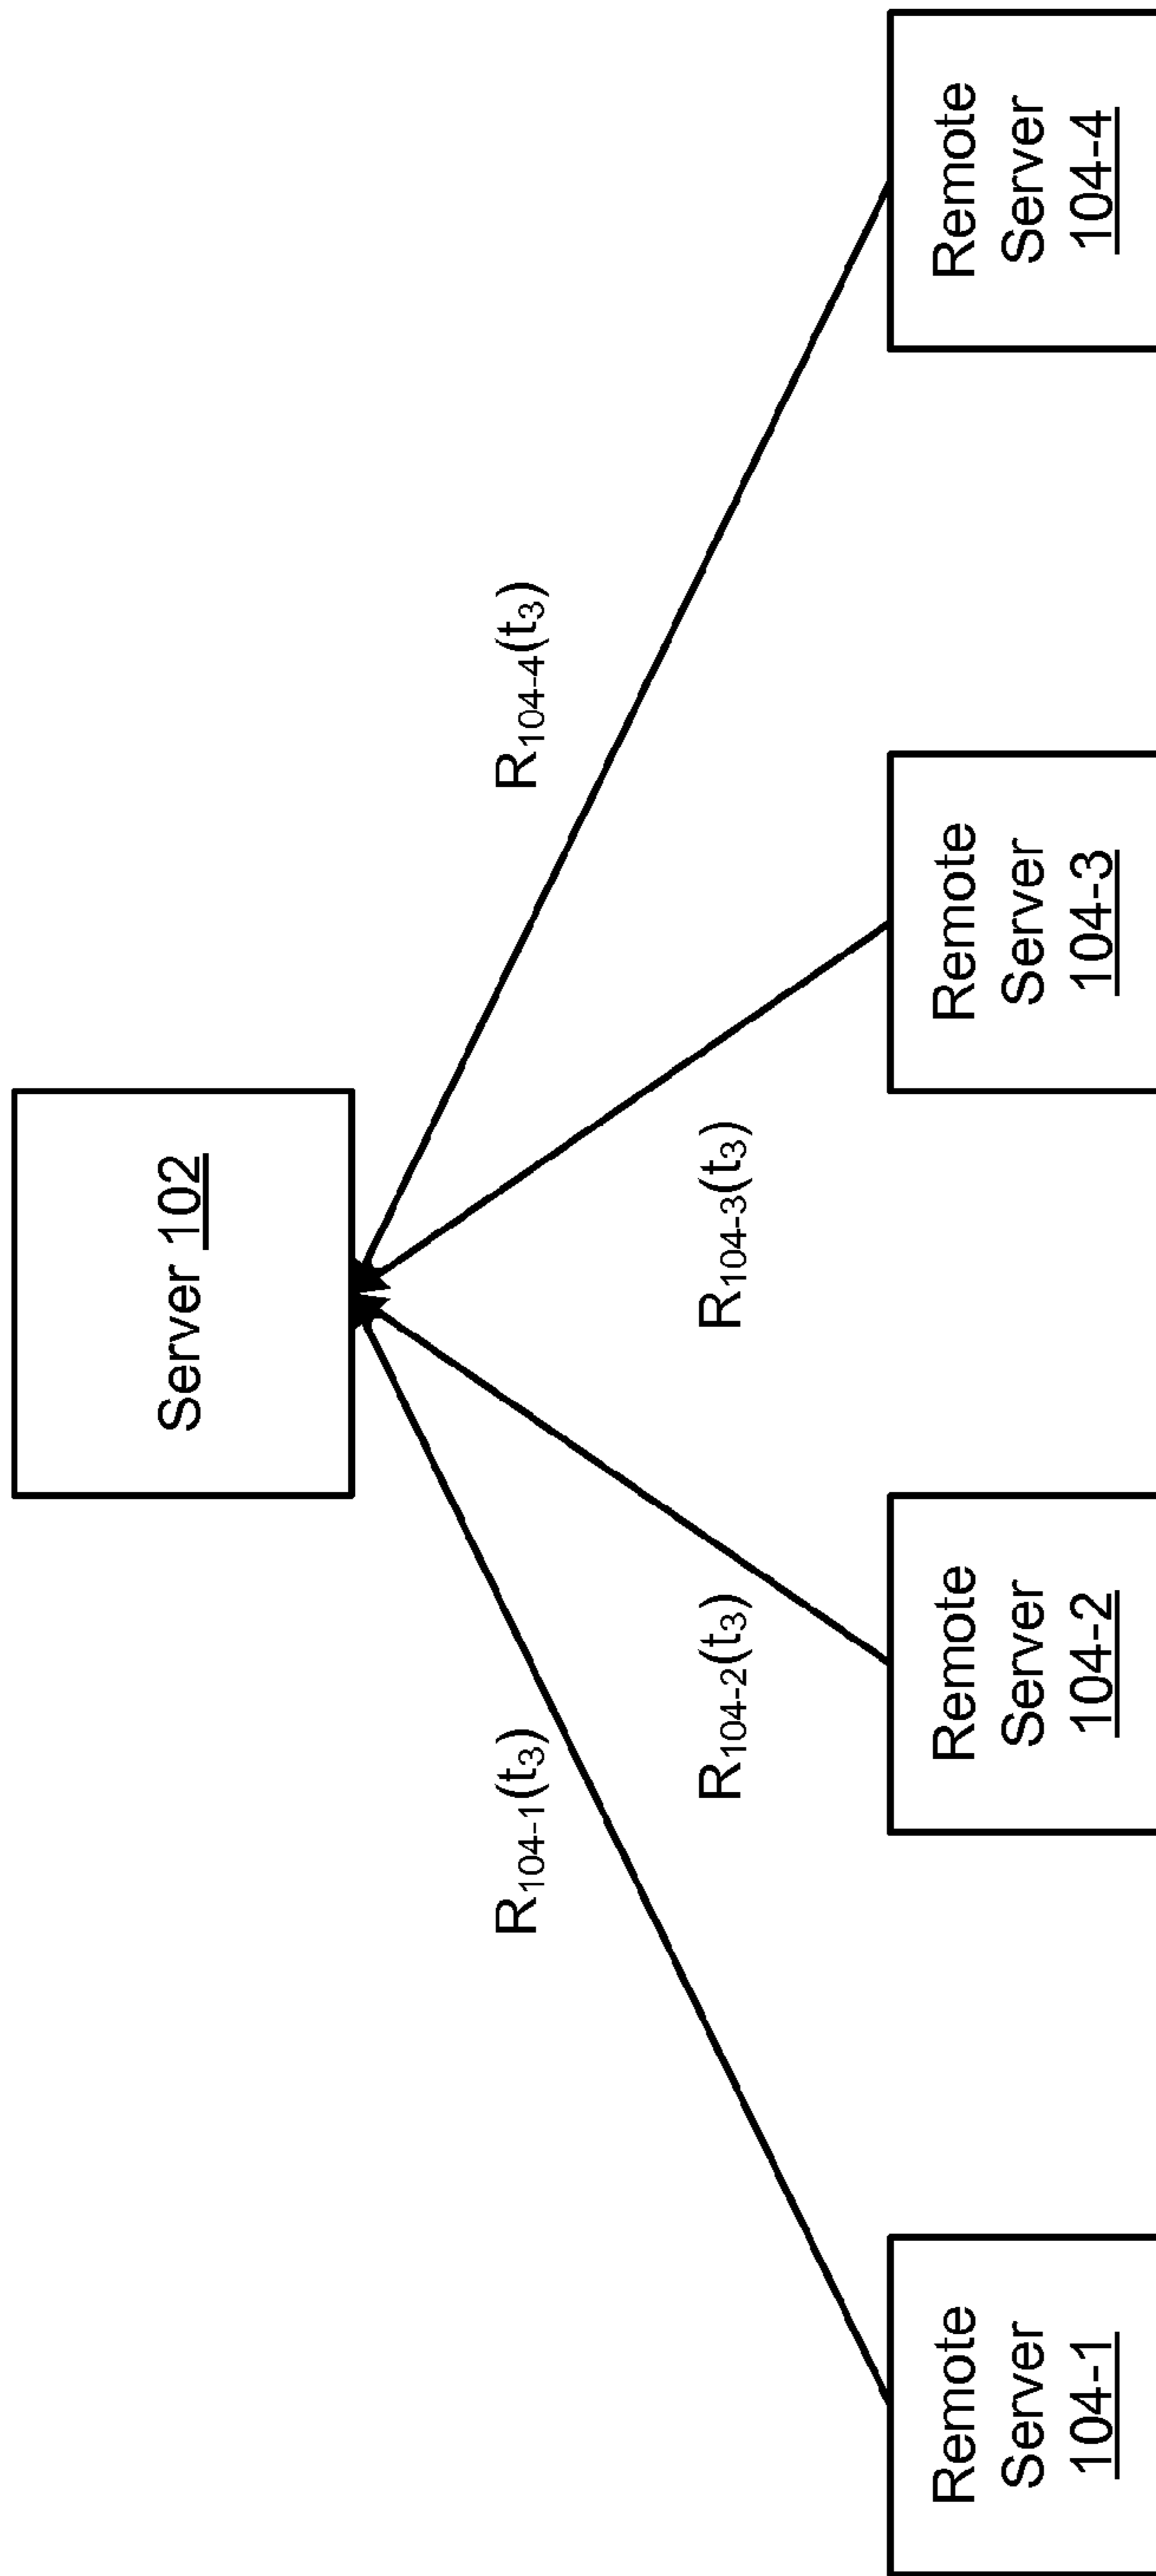 Server 102
R104-1(t3)
R104-4(t3)
R104-2(t3)
R104-3(t3)
Remote
Server
104-1
Remote
Server
104-2
Remote
Server
104-3
Remote
Server
104-4